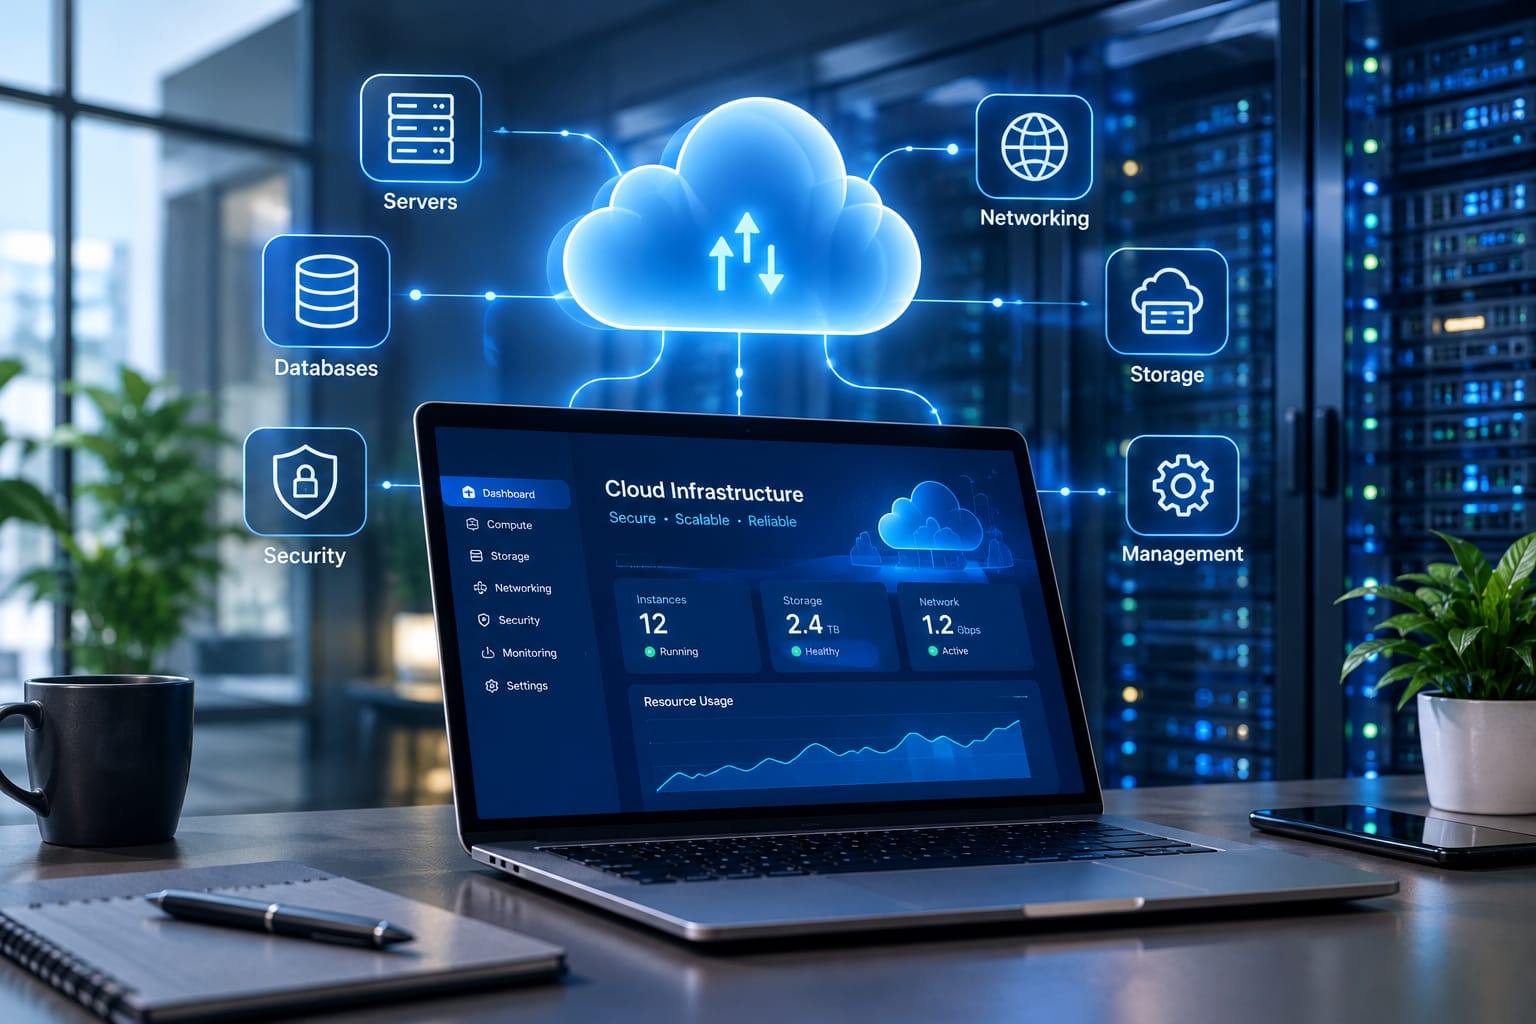 Servers
Networking
Databases
Storage
Security
Management
Dashboard
Compute
Storage
Networking
Security
Monitoring
Settings
Cloud Infrastructure
Secure • Scalable • Reliable
Instances
12
Running
Storage
2.4 TB
Healthy
Network
1.2 Gbps
Active
Resource Usage